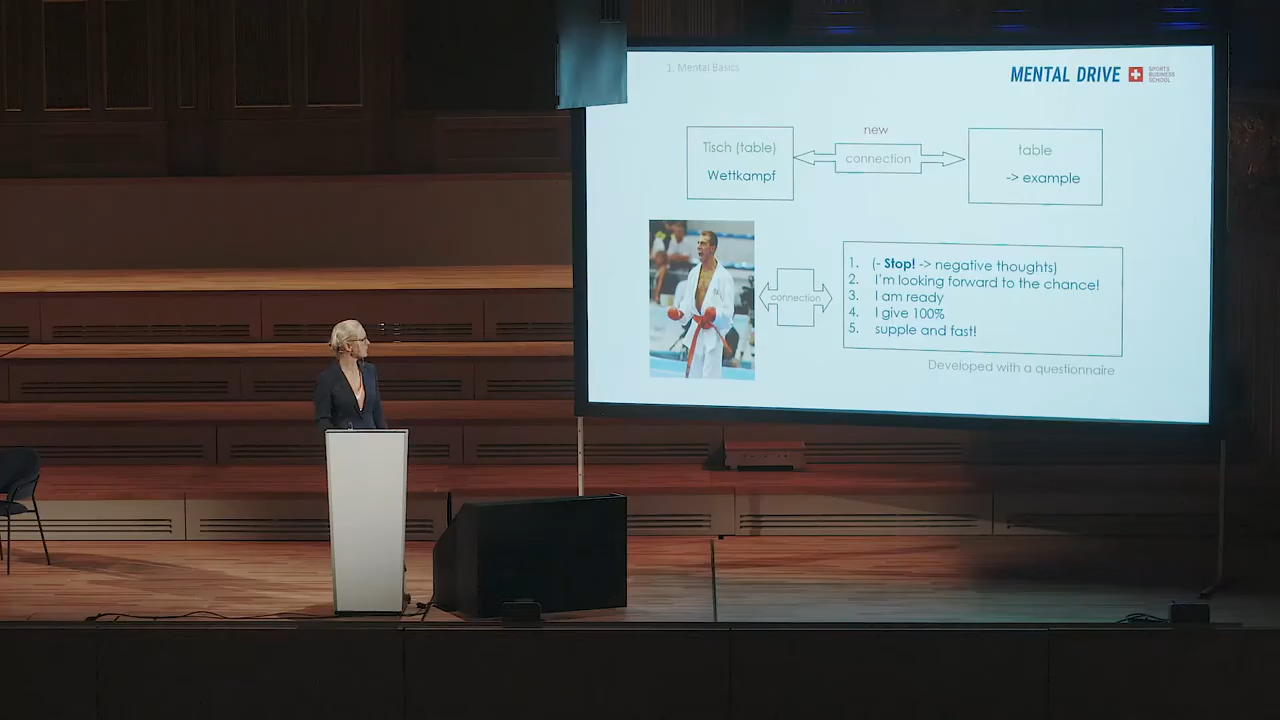 1. Mental Basics
MENTAL DRIVE
SPORTS
BUSINESS
SCHOOL
Tisch (table)
Wettkampf
new
connection
table
-> example
connection
1. (- Stop! -> negative thoughts)
2. I'm looking forward to the chance!
3. I am ready
4. I give 100%
5. supple and fast!
Developed with a questionnaire